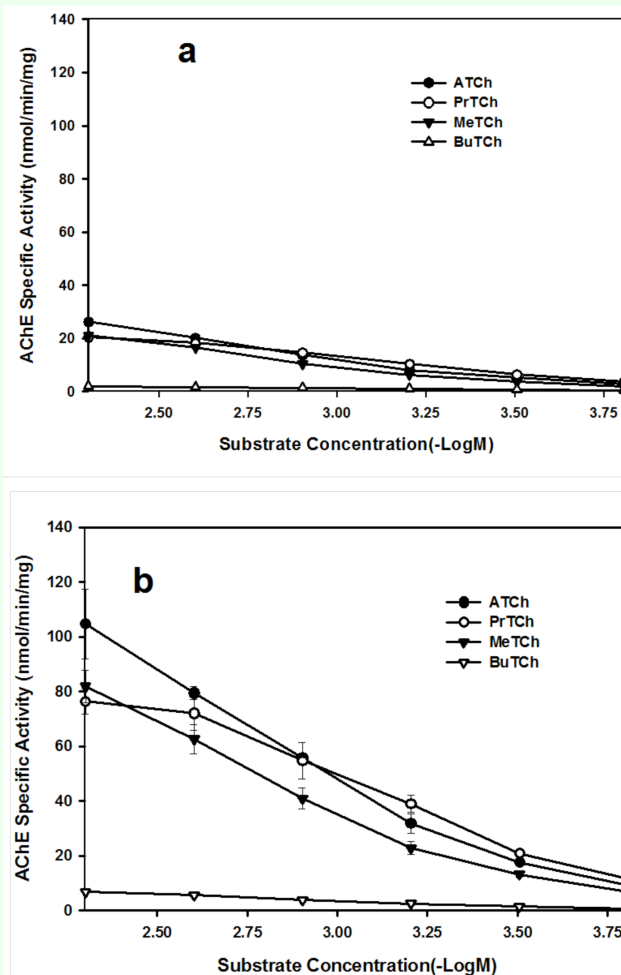 140
a
120
ATCh
PrTCh
MeTCh
BuTCh
100
80
60
40
20
0
AChE Specific Activity (nmol/min/mg)
2.50 2.75 3.00 3.25 3.50 3.75
Substrate Concentration(-LogM)
140
b
120
ATCh
PrTCh
MeTCh
BuTCh
100
80
60
40
20
0
AChE Specific Activity (nmol/min/mg)
2.50 2.75 3.00 3.25 3.50 3.75
Substrate Concentration(-LogM)